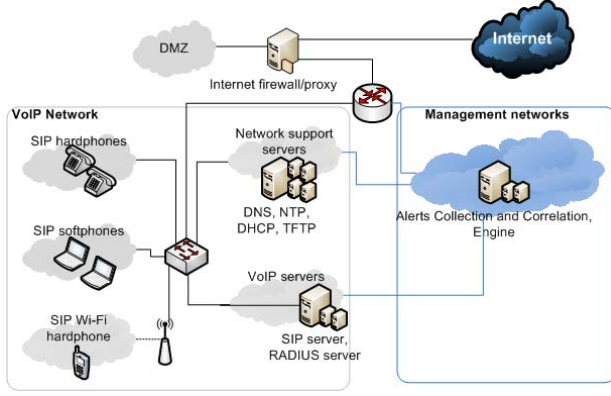 DMZ
Internet
Internet firewall/proxy
VoIP Network
Management networks
SIP hardphones
Network support
servers
DNS, NTP,
DHCP, TFTP
Alerts Collection and Correlation,
Engine
SIP softphones
VoIP servers
SIP server,
RADIUS server
SIP Wi-Fi
hardphone